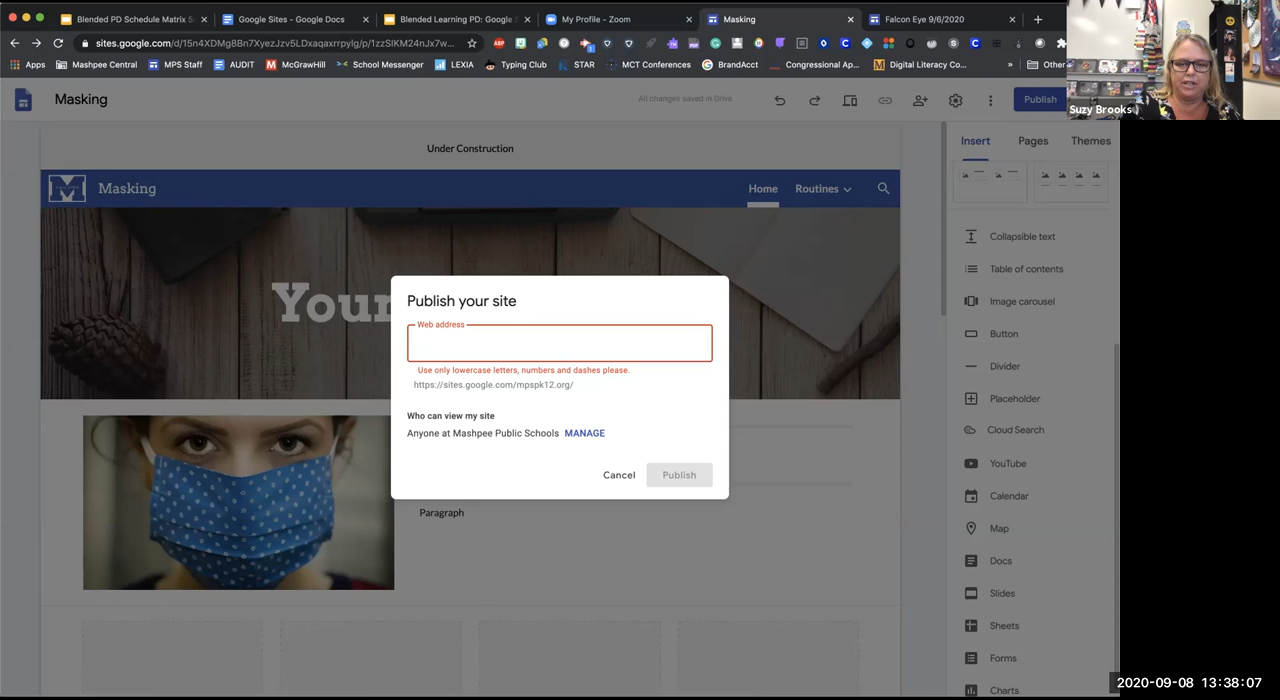 Blended PD Schedule Matrix S
Google Sites - Google Docs
Blended Learning PD: Google S
My Profile - Zoom
Masking
Falcon Eye 9/6/2020
Apps
Mashpee Central
MPS Staff
AUDIT
McGrawHill
School Messenger
LEXIA
Typing Club
STAR
MCT Conferences
BrandAcct
Congressional Ap...
Digital Literacy Co...
»
Other
Suzy Brooks
Masking
All changes saved in Drive
Publish
Insert
Pages
Themes
Under Construction
Masking
Home
Routines
Your
Publish your site
Web address
Use only lowercase letters, numbers and dashes please.
https://sites.google.com/mpspk12.org/
Who can view my site
Anyone at Mashpee Public Schools MANAGE
Cancel
Publish
Paragraph
Collapsible text
Table of contents
Image carousel
Button
Divider
Placeholder
Cloud Search
YouTube
Calendar
Map
Docs
Slides
Sheets
Forms
Charts
2020-09-08 13:38:07